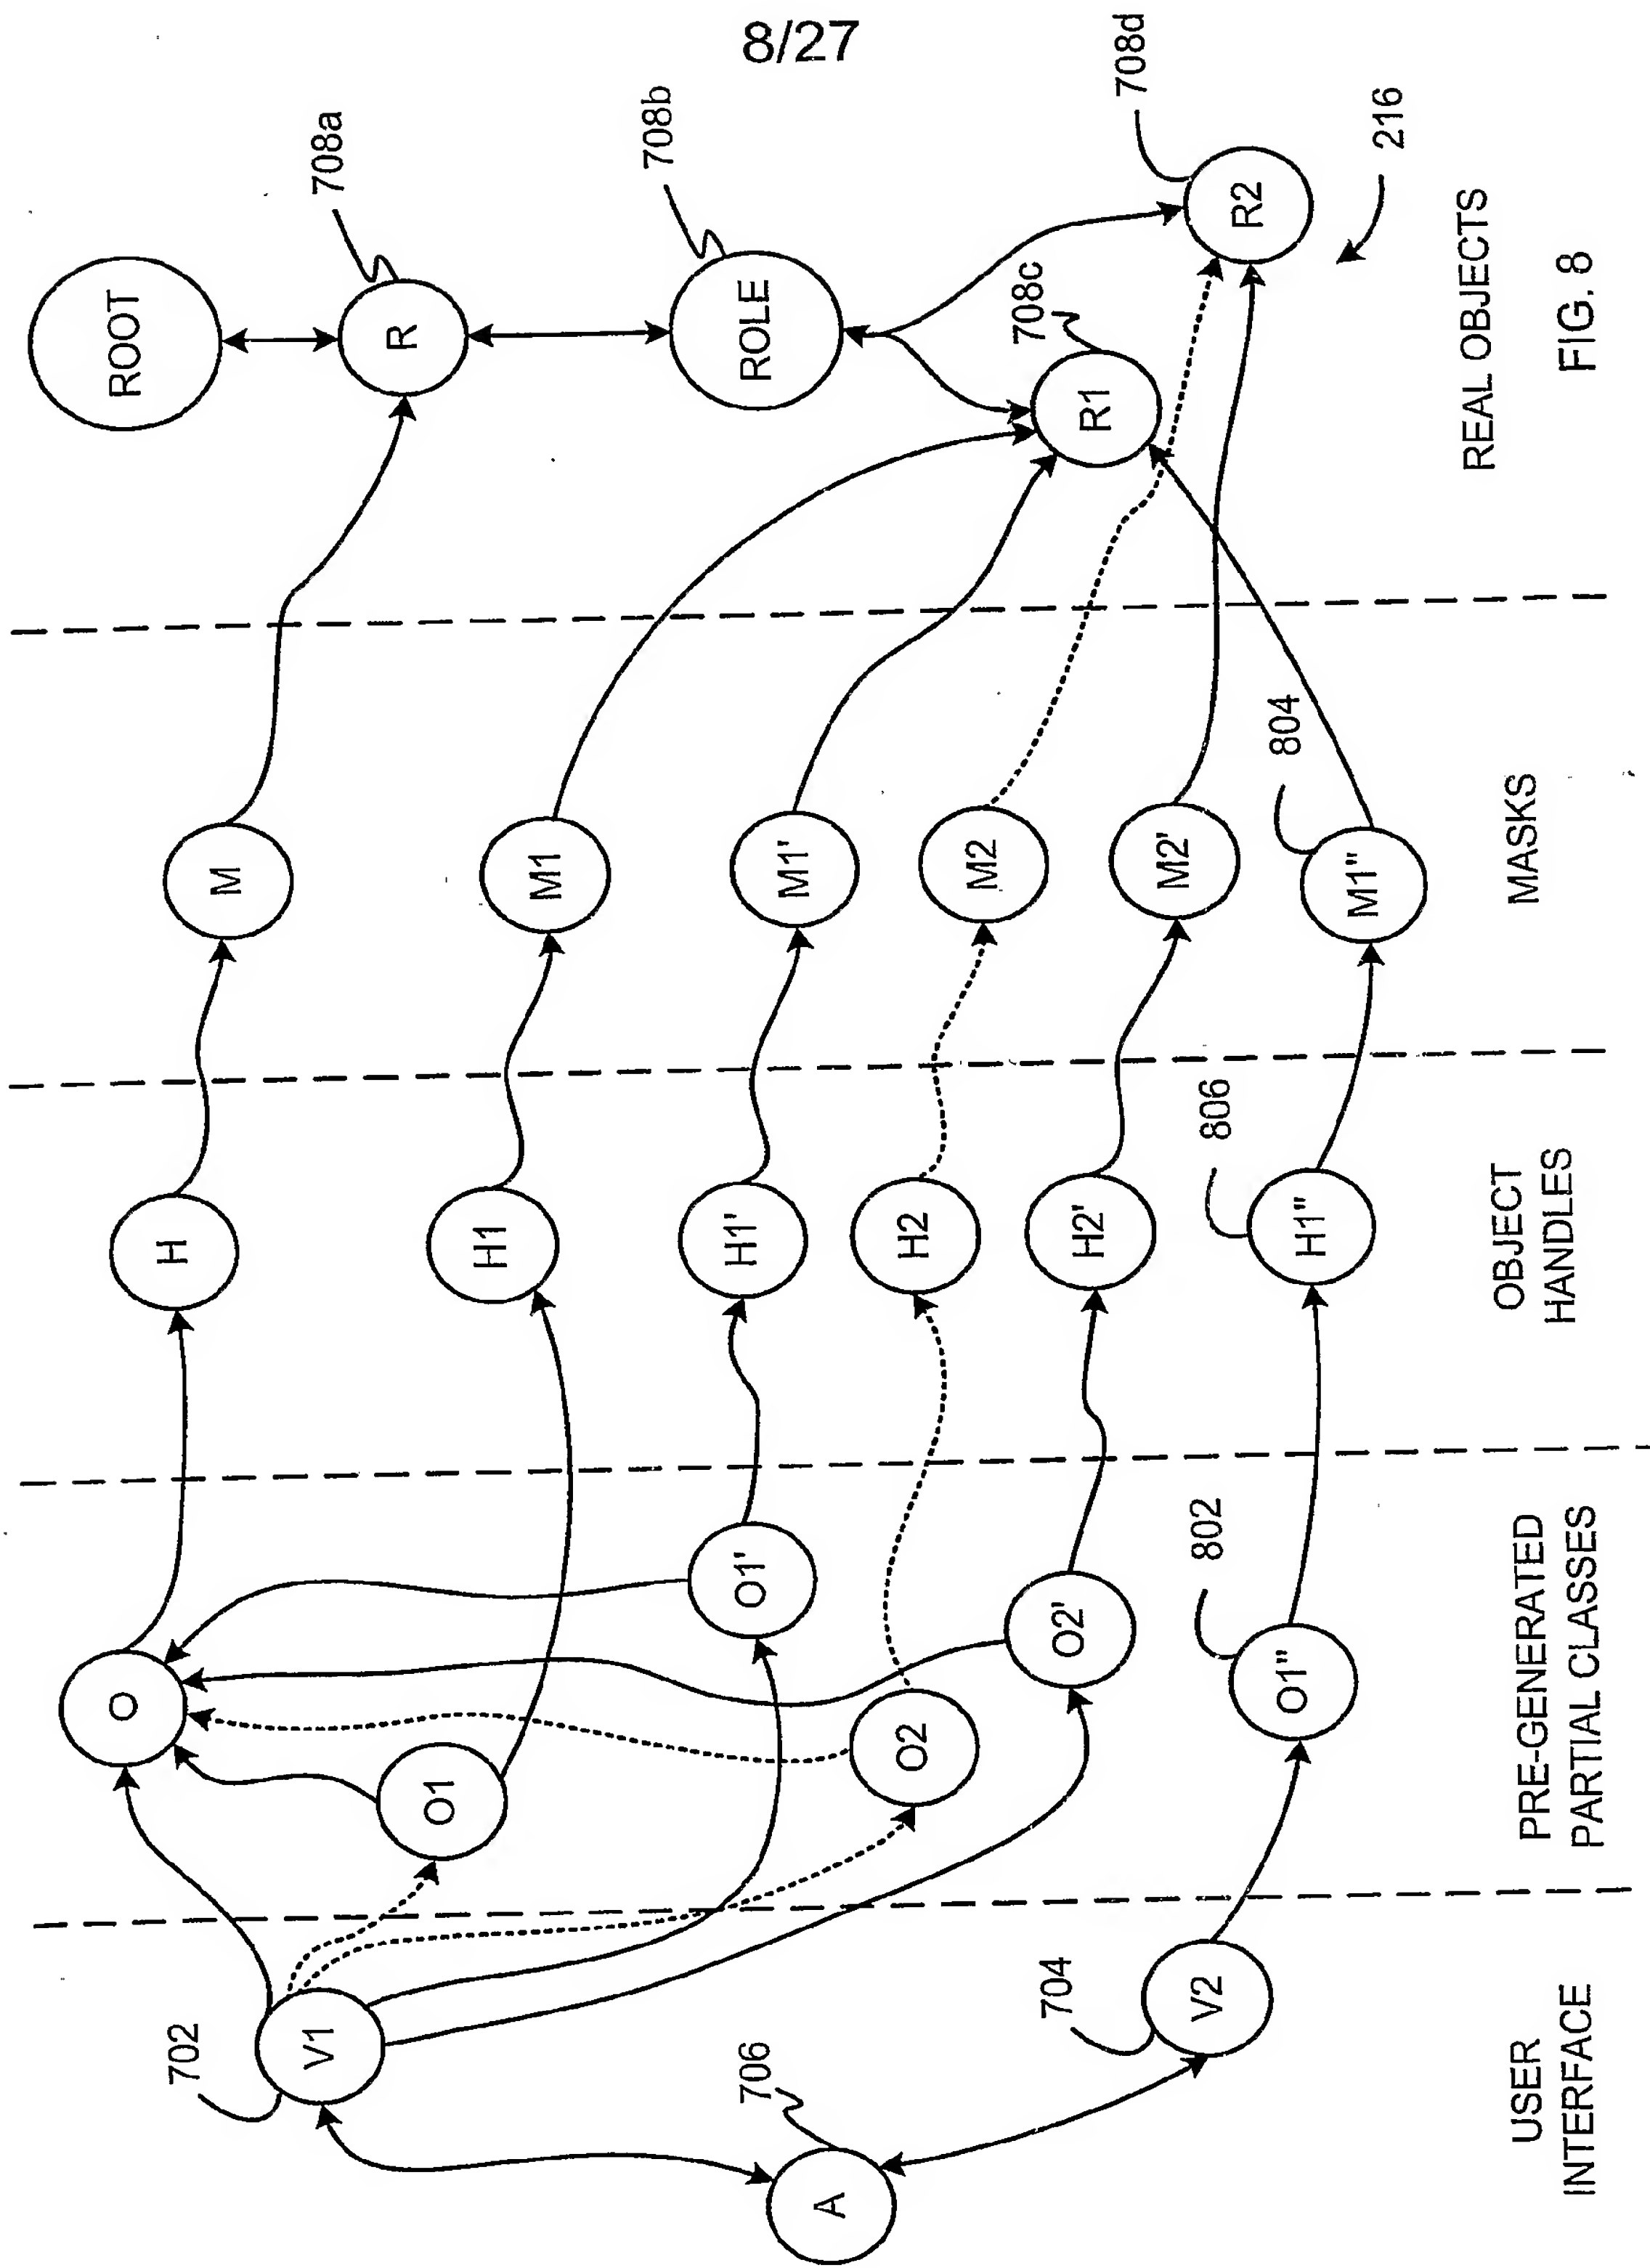 8/27
702
V1
706
A
704
V2
USER
INTERFACE
O
O1
O1'
O2
O2'
802
O1"
PRE-GENERATED
PARTIAL CLASSES
H
H1
H1'
H2
H2'
806
H1"
OBJECT
HANDLES
M
M1
M1'
M2
M2'
804
M1"
MASKS
ROOT
708a
R
708b
ROLE
708c
R1
708d
R2
216
REAL OBJECTS
FIG. 8